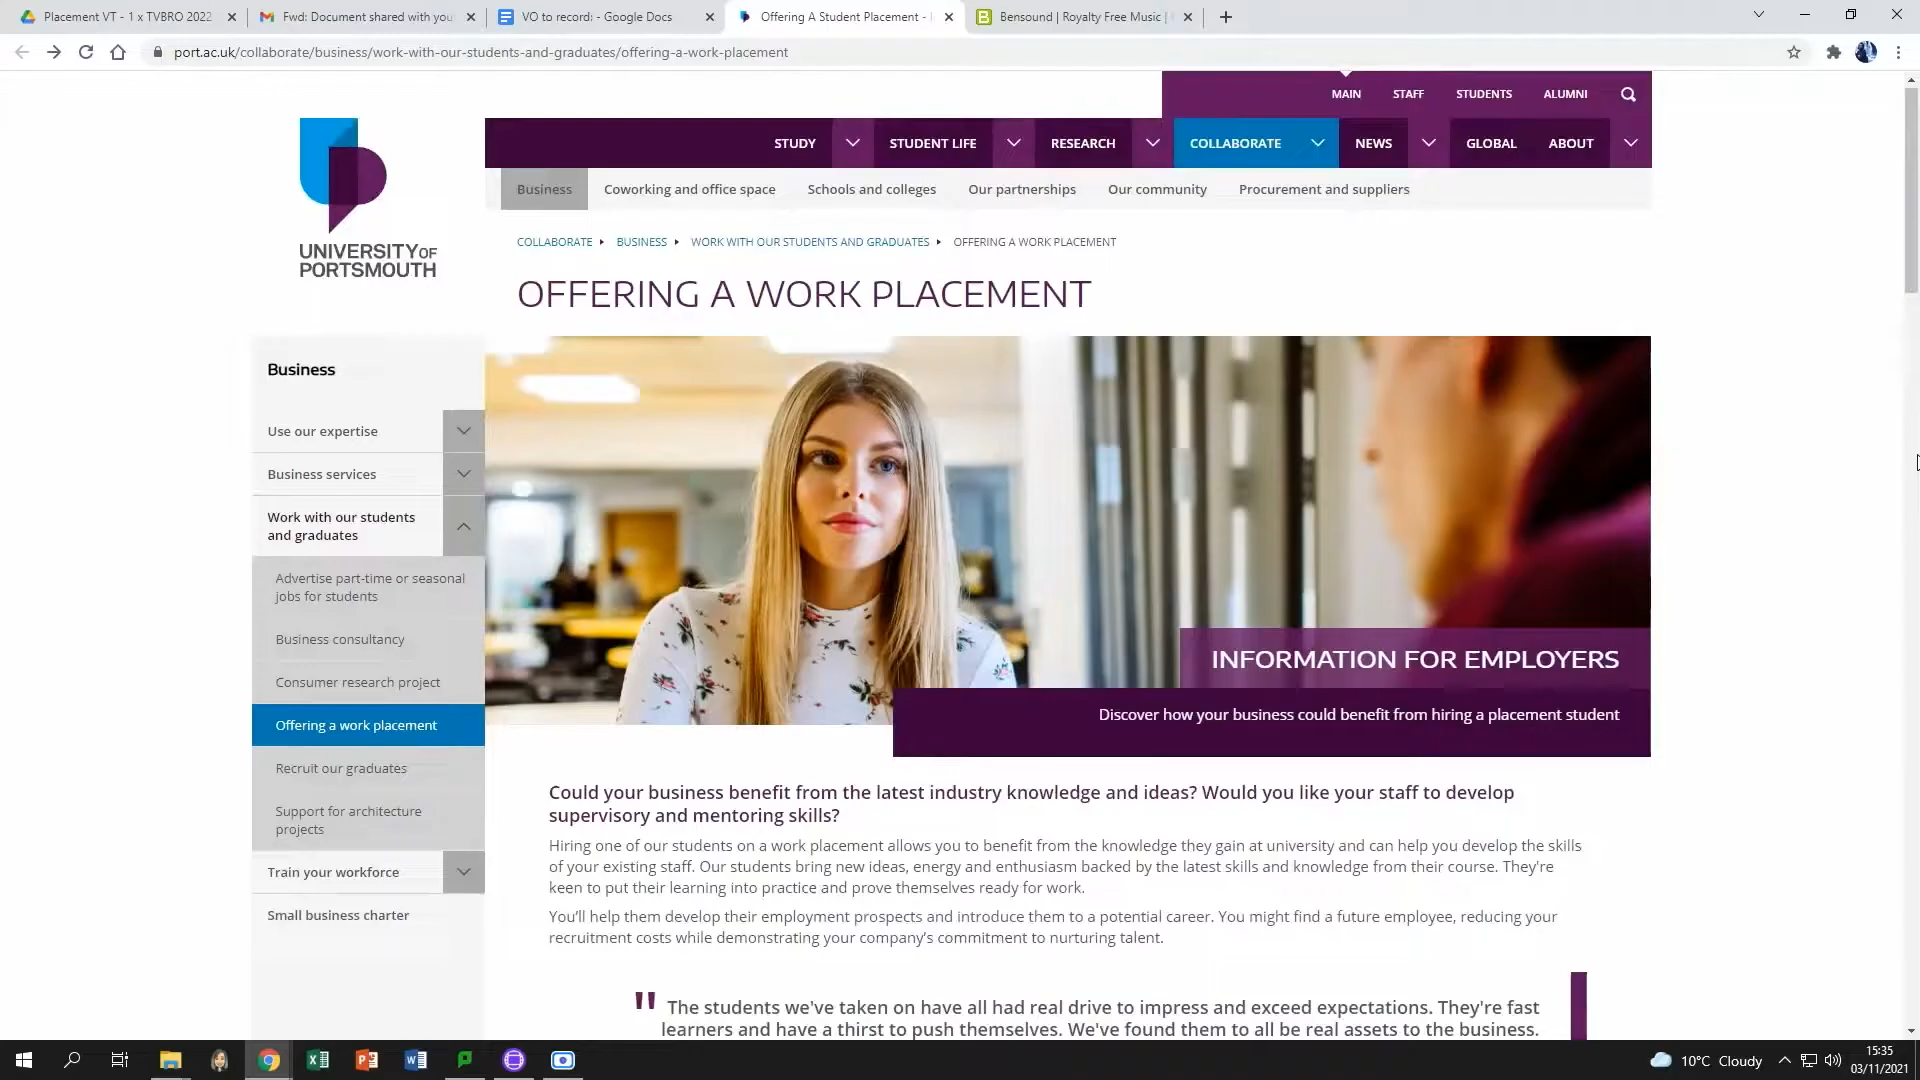 Placement VT - 1 x TVBRO 2022
Fwd: Document shared with you
VO to record: - Google Docs
Offering A Student Placement -
Bensound | Royalty Free Music |
port.ac.uk/collaborate/business/work-with-our-students-and-graduates/offering-a-work-placement
MAIN STAFF STUDENTS ALUMNI
STUDY STUDENT LIFE RESEARCH COLLABORATE NEWS GLOBAL ABOUT
Business Coworking and office space Schools and colleges Our partnerships Our community Procurement and suppliers
UNIVERSITY OF
PORTSMOUTH
COLLABORATE BUSINESS WORK WITH OUR STUDENTS AND GRADUATES OFFERING A WORK PLACEMENT
OFFERING A WORK PLACEMENT
Business
Use our expertise
Business services
Work with our students
and graduates
Advertise part-time or seasonal
jobs for students
Business consultancy
Consumer research project
Offering a work placement
Recruit our graduates
Support for architecture
projects
Train your workforce
Small business charter
INFORMATION FOR EMPLOYERS
Discover how your business could benefit from hiring a placement student
Could your business benefit from the latest industry knowledge and ideas? Would you like your staff to develop
supervisory and mentoring skills?
Hiring one of our students on a work placement allows you to benefit from the knowledge they gain at university and can help you develop the skills
of your existing staff. Our students bring new ideas, energy and enthusiasm backed by the latest skills and knowledge from their course. They're
keen to put their learning into practice and prove themselves ready for work.
You’ll help them develop their employment prospects and introduce them to a potential career. You might find a future employee, reducing your
recruitment costs while demonstrating your company’s commitment to nurturing talent.
" The students we've taken on have all had real drive to impress and exceed expectations. They're fast
learners and have a thirst to push themselves. We've found them to all be real assets to the business.
10°C Cloudy
15:35
03/11/2021